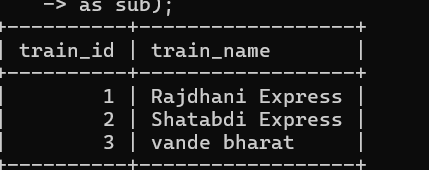 -> as sub);
+----------+------------------+
| train_id | train_name       |
+----------+------------------+
|        1 | Rajdhani Express |
|        2 | Shatabdi Express |
|        3 | vande bharat     |
+----------+------------------+